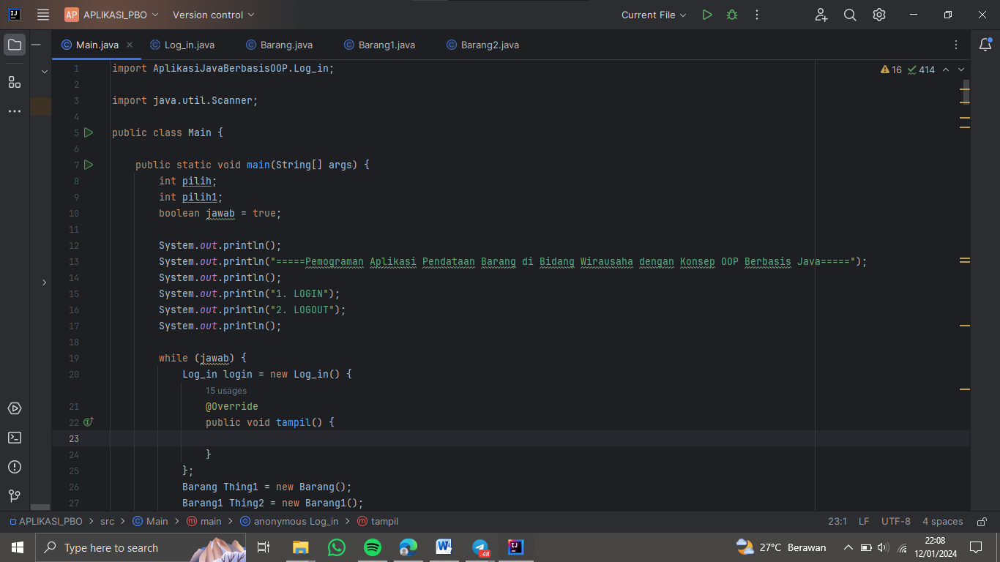 AP APLIKASI_PBO Version control Current File
Main.java Log_in.java Barang.java Barang1.java Barang2.java
16 414
1 import AplikasiJavaBerbasisOOP.Log_in;
2
3 import java.util.Scanner;
4
5 public class Main {
6
7 public static void main(String[] args) {
8 int pilih;
9 int pilih1;
10 boolean jawab = true;
11
12 System.out.println();
13 System.out.println("=====Pemograman Aplikasi Pendataan Barang di Bidang Wirausaha dengan Konsep OOP Berbasis Java=====");
14 System.out.println();
15 System.out.println("1. LOGIN");
16 System.out.println("2. LOGOUT");
17 System.out.println();
18
19 while (jawab) {
20 Log_in login = new Log_in() {
15 usages
21 @Override
22 public void tampil() {
23
24 }
25 };
26 Barang Thing1 = new Barang();
27 Barang1 Thing2 = new Barang1();
APLIKASI_PBO > src > Main > main > anonymous Log_in > tampil 23:1 LF UTF-8 4 spaces
Type here to search 48 27°C Berawan 22:08
12/01/2024